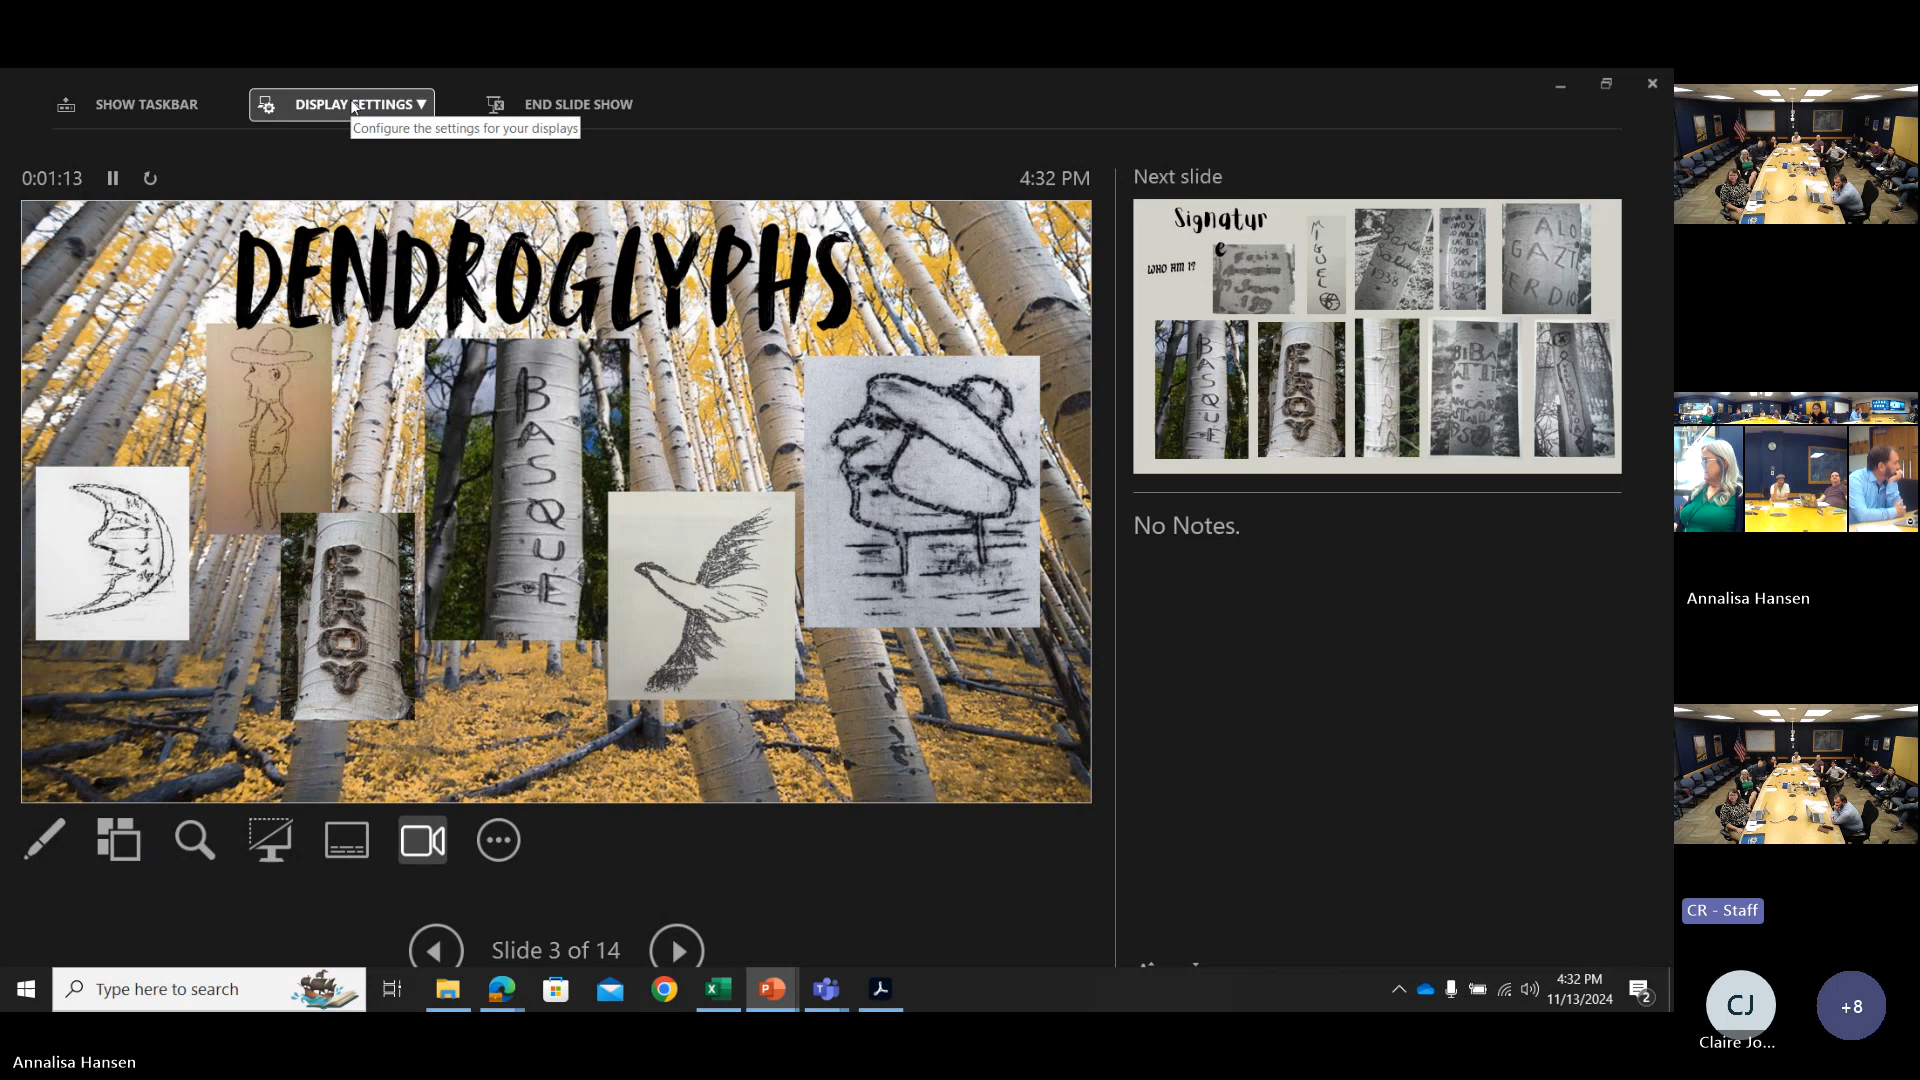 SHOW TASKBAR
DISPLAY SETTINGS ▼
END SLIDE SHOW
Configure the settings for your displays
0:01:13
4:32 PM
DENDROGLYPHS
BASQUE
Next slide
Signatur
e
WHO AM I?
MIGUEL
1938
ALO
GAZT
ERDIO
BASQUE
No Notes.
Slide 3 of 14
Type here to search
4:32 PM
11/13/2024
2
Annalisa Hansen
CR - Staff
CJ
Claire Jo...
+8
Annalisa Hansen